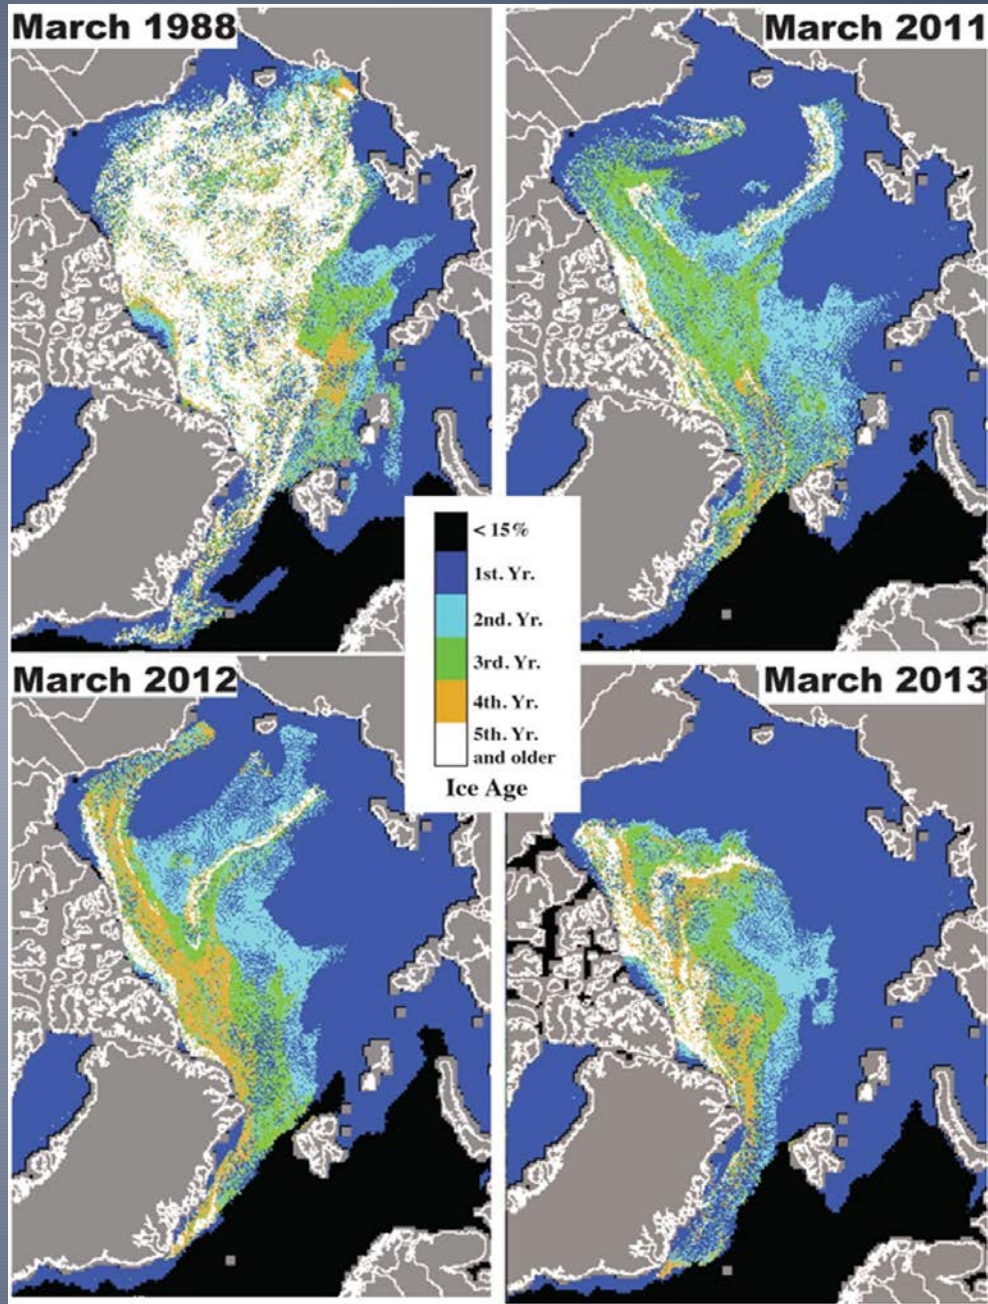 March 1988
March 2011
< 15%
1st. Yr.
2nd. Yr.
3rd. Yr.
4th. Yr.
5th. Yr.
and older
Ice Age
March 2012
March 2013